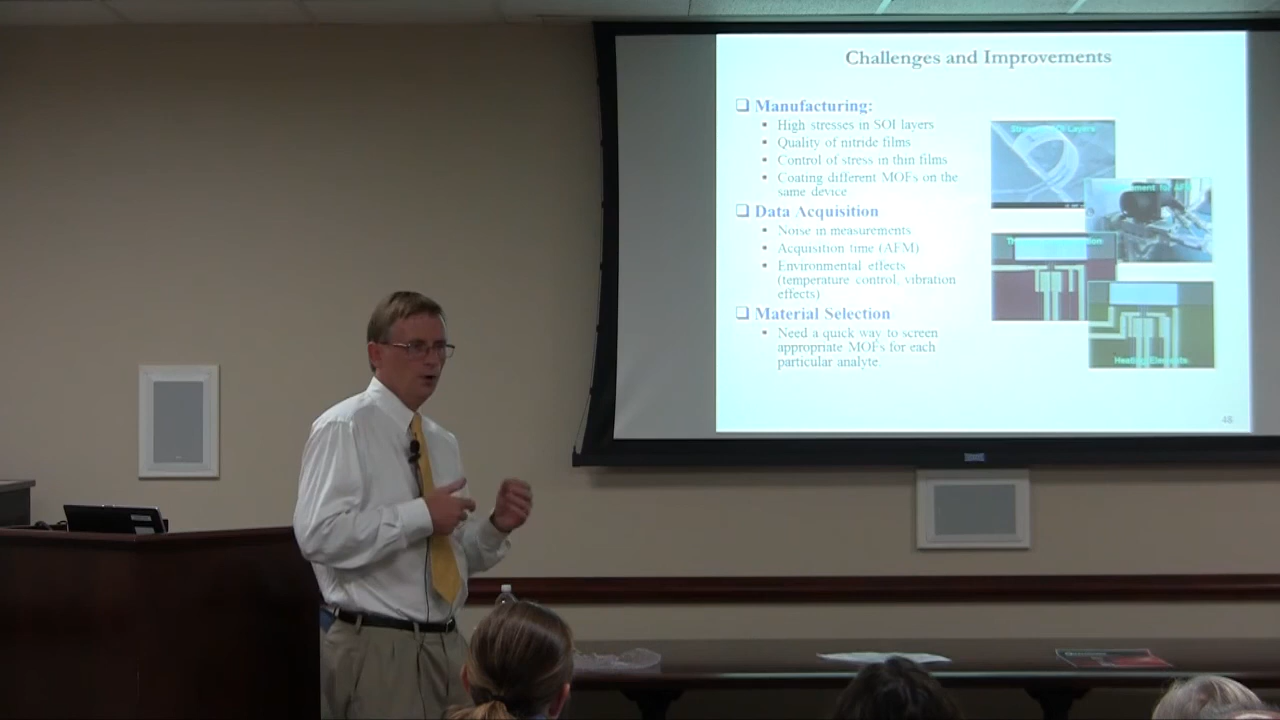 Challenges and Improvements
Manufacturing:
High stresses in SOI layers
Quality of nitride films
Control of stress in thin films
Coating different MOFs on the
same device
Data Acquisition
Noise in measurements
Acquisition time (AFM)
Environmental effects
(temperature control, vibration
effects)
Material Selection
Need a quick way to screen
appropriate MOFs for each
particular analyte.
Layers
for
Heating Elements
48